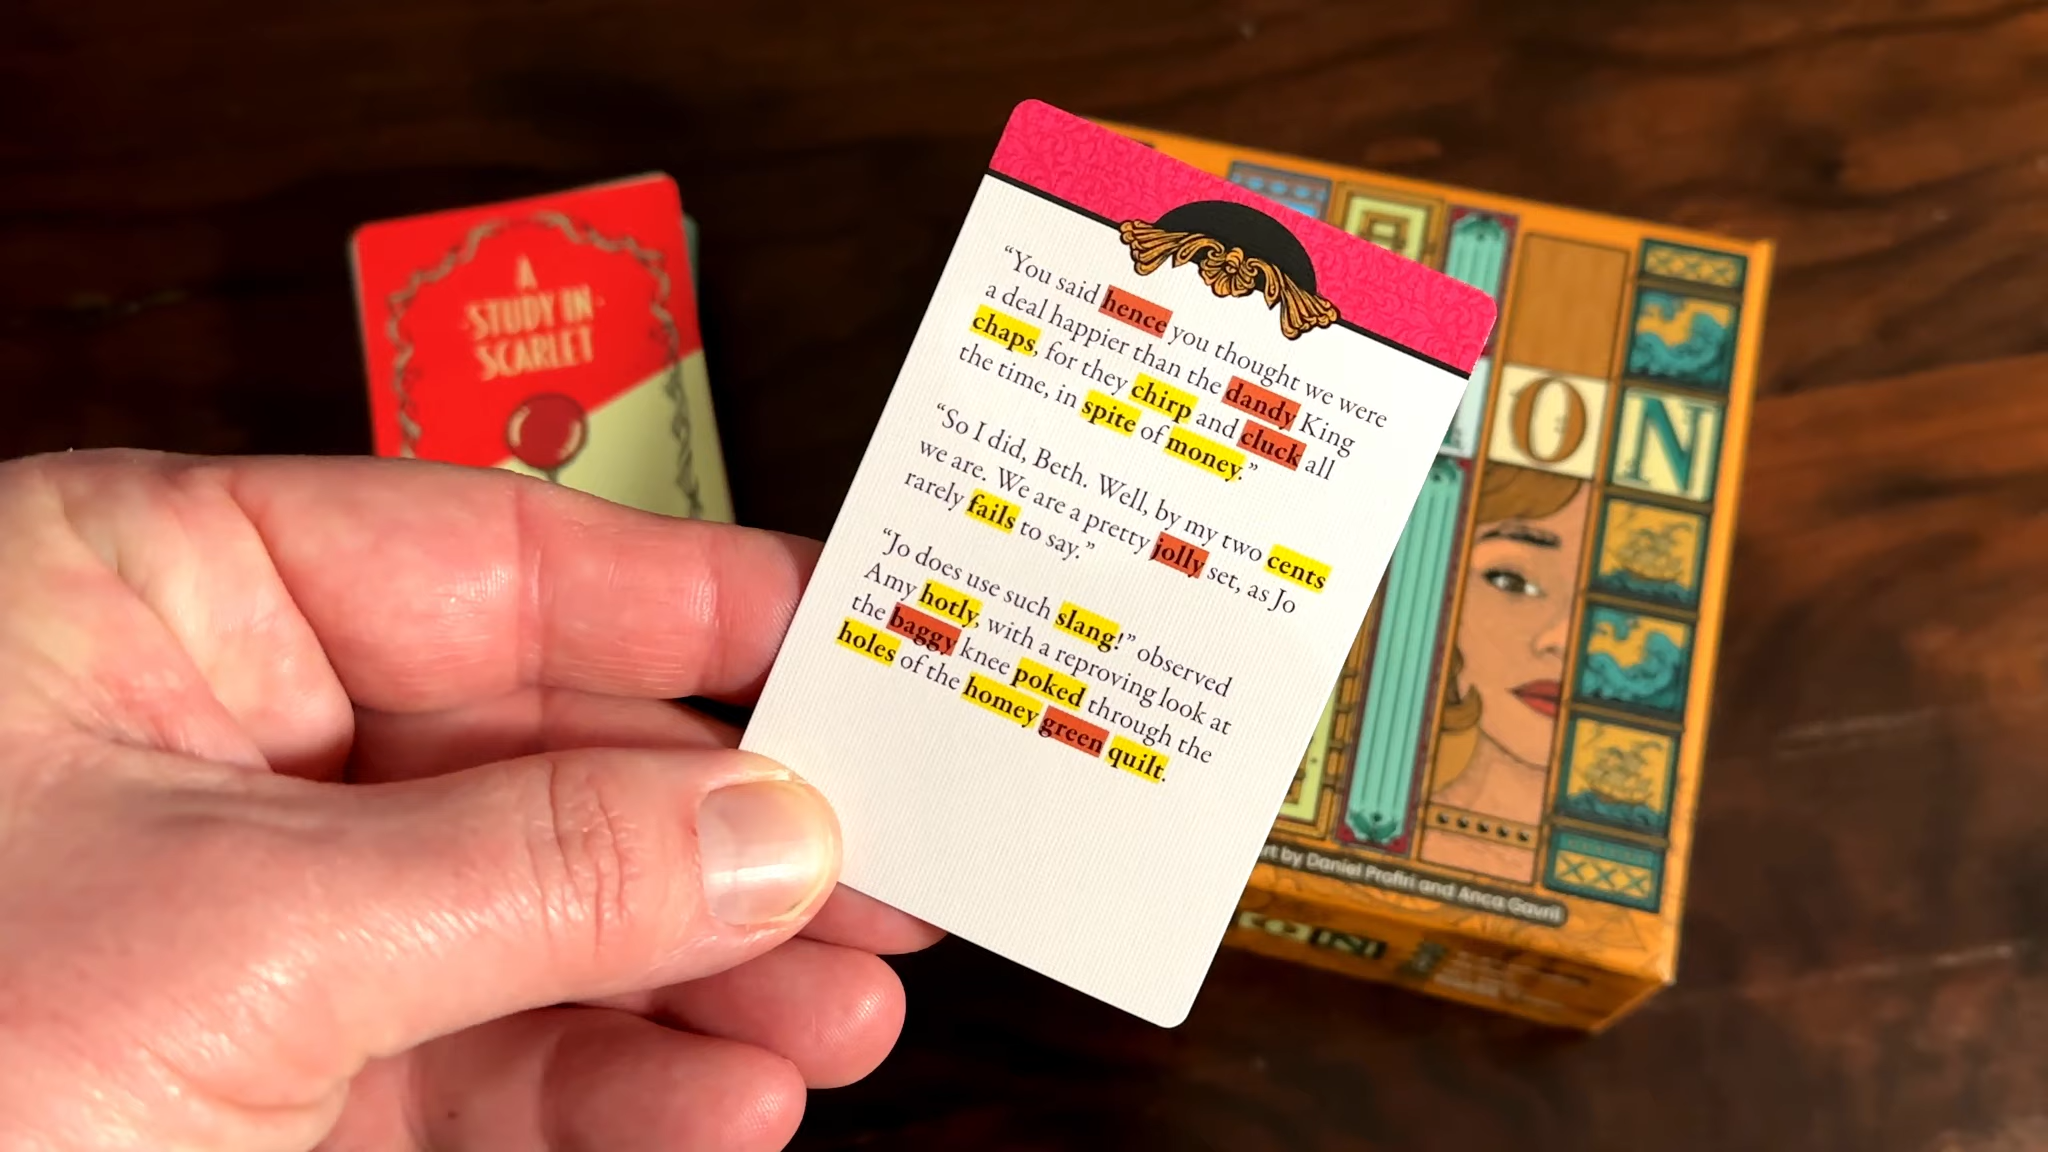 A
STUDY IN
SCARLET
“You said hence you thought we were
a deal happier than the dandy King
chaps, for they chirp and cluck all
the time, in spite of money.”
“So I did, Beth. Well, by my two cents
we are. We are a pretty jolly set, as Jo
rarely fails to say.”
“Jo does use such slang!” observed
Amy hotly, with a reproving look at
the baggy knee poked through the
holes of the homey green quilt.
O N
by Daniel Profiri and Anca Gavril